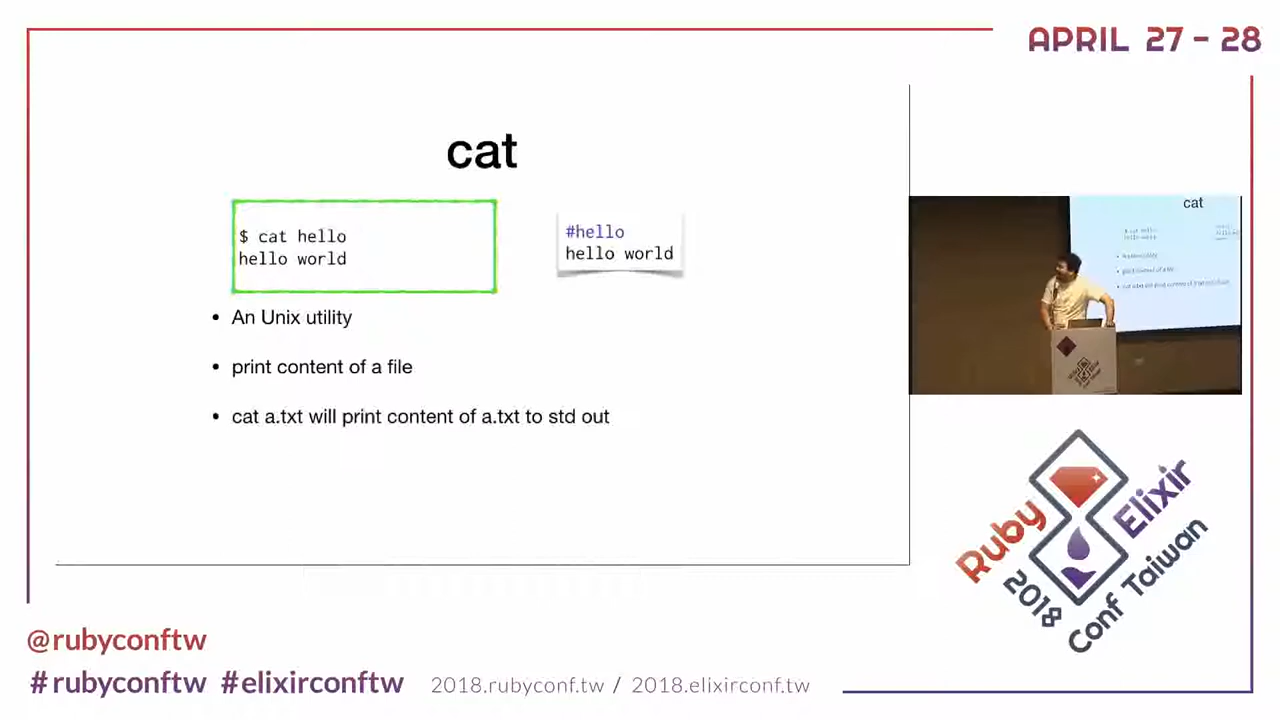 APRIL 27 - 28
cat
$ cat hello
hello world
#hello
hello world
• An Unix utility
• print content of a file
• cat a.txt will print content of a.txt to std out
cat
Ruby Elixir
2018 Conf Taiwan
@rubyconftw
#rubyconftw #elixirconftw
2018.rubyconf.tw / 2018.elixirconf.tw